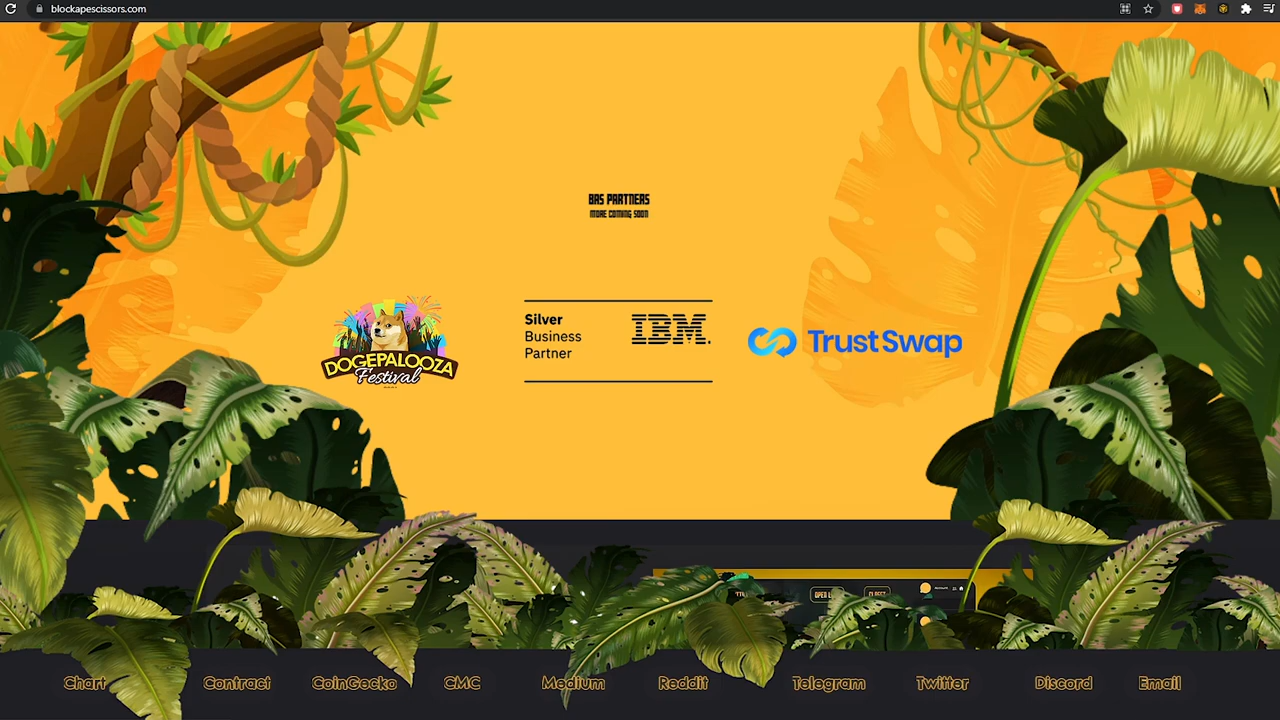 blockapescissors.com
BAS PARTNERS
MORE COMING SOON
DOGEPALOOZA
Festival
Silver
Business
Partner
IBM.
TrustSwap
Chart
Contract
CoinGecko
CMC
Medium
Reddit
Telegram
Twitter
Discord
Email